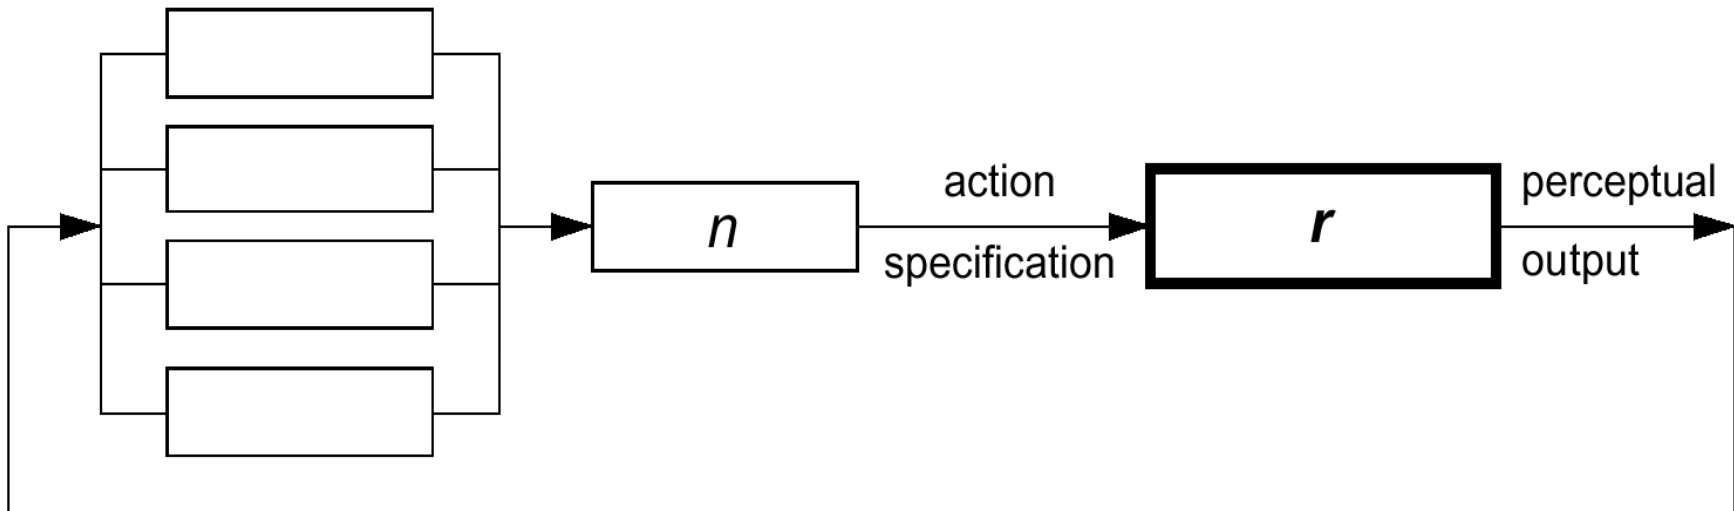 n
action
specification
r
perceptual
output